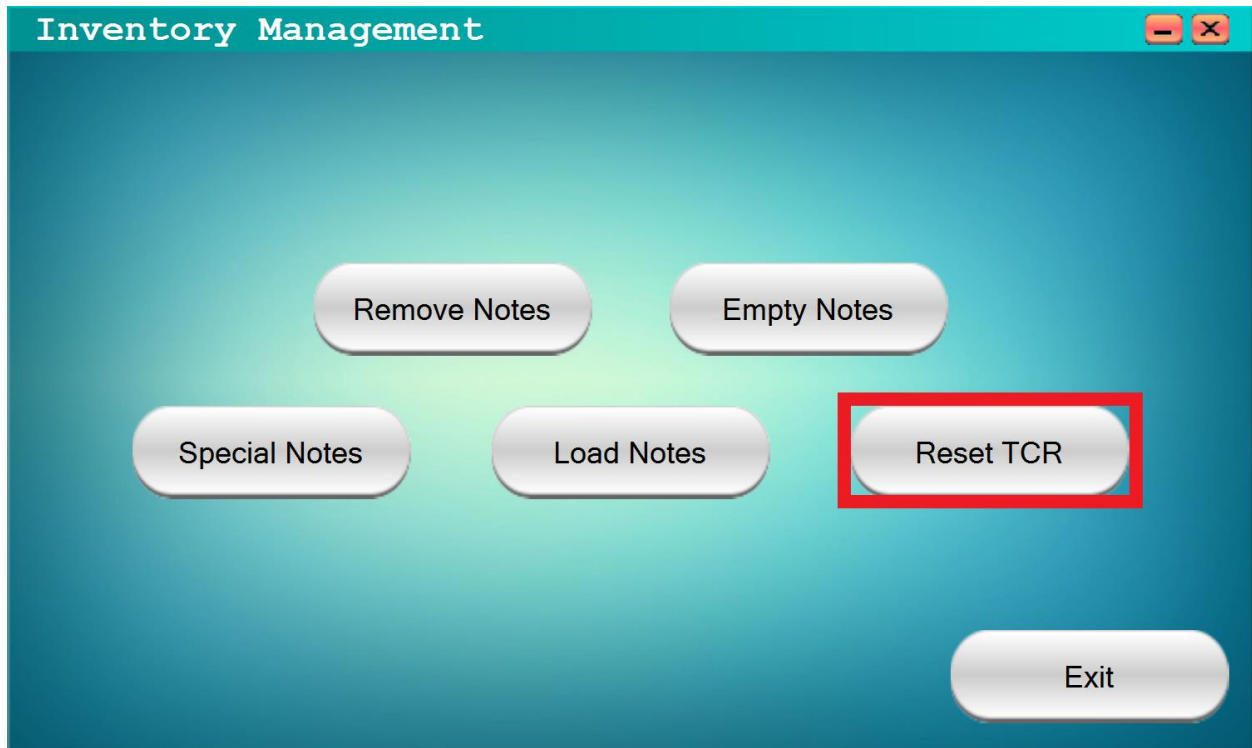 Inventory Management
Remove Notes
Empty Notes
Special Notes
Load Notes
Reset TCR
Exit